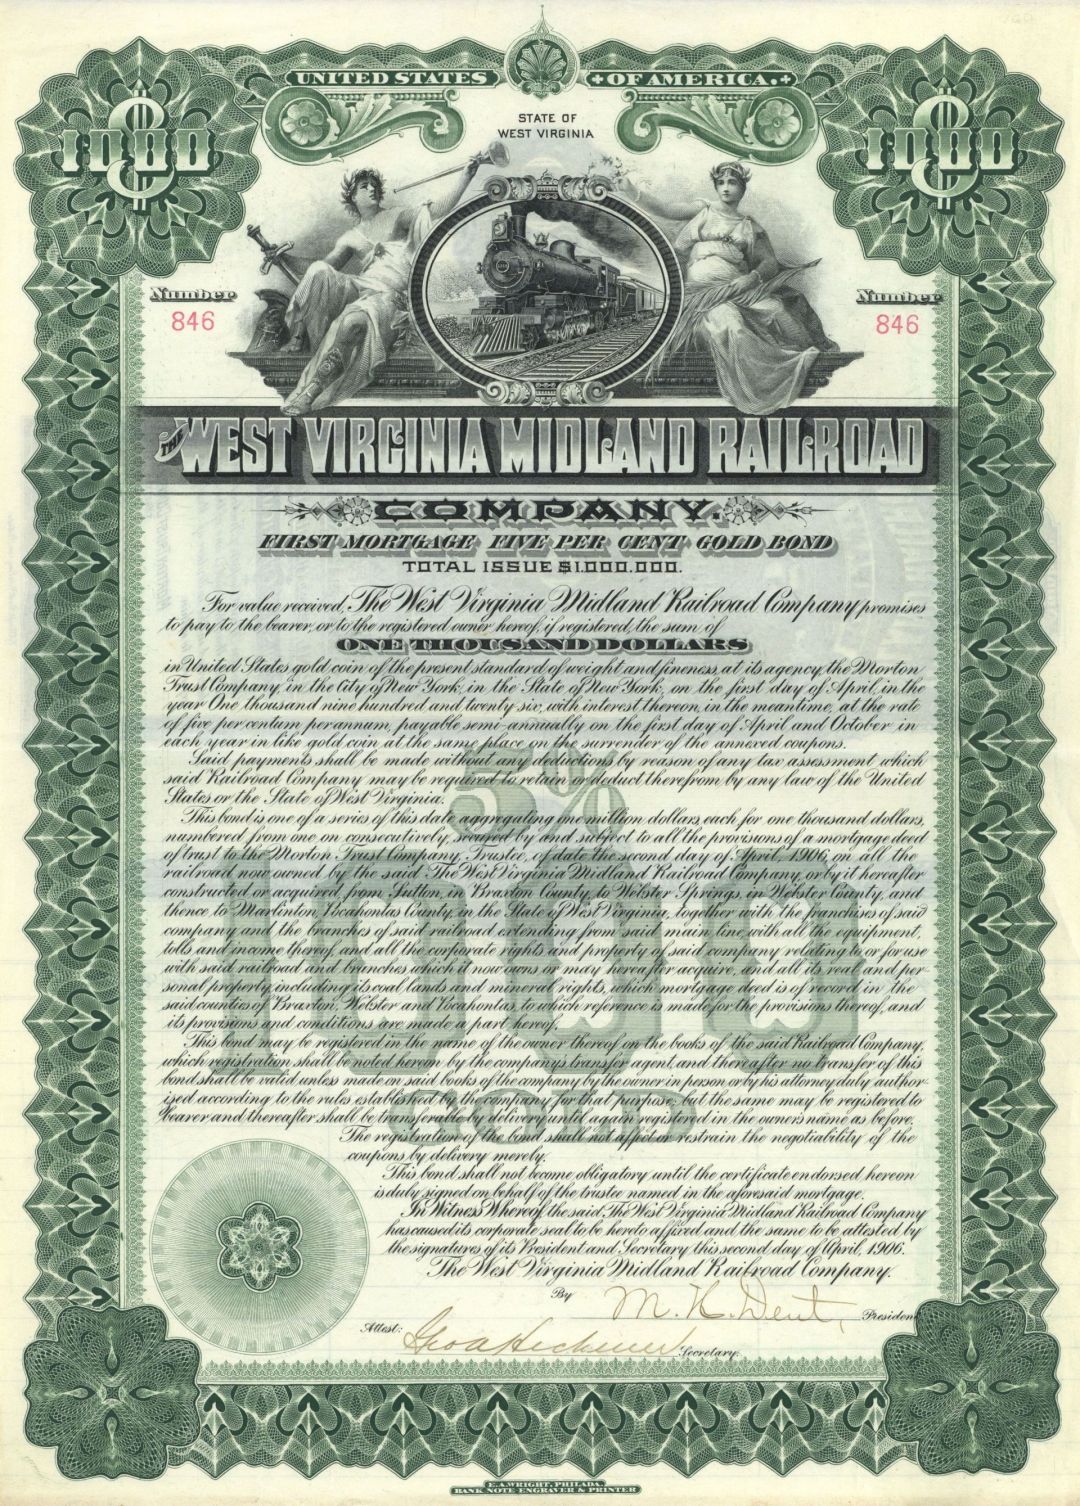 UNITED STATES OF AMERICA.
STATE OF
WEST VIRGINIA
$1000 $1000
Number Number
846 846
THE WEST VIRGINIA MIDLAND RAILROAD
COMPANY.
FIRST MORTGAGE FIVE PER CENT GOLD BOND
TOTAL ISSUE $1.000.000.
For value received, The West Virginia Midland Railroad Company promises
to pay to the bearer, or to the registered owner hereof, if registered, the sum of
ONE THOUSAND DOLLARS
in United States gold coin of the present standard of weight and fineness, at its agency, the Morton
Trust Company, in the City of New York, in the State of New York, on the first day of April, in the
year One thousand nine hundred and twenty six, with interest thereon, in the meantime, at the rate
of five per centum per annum, payable semi-annually on the first day of April and October in
each year in like gold coin at the same place on the surrender of the annexed coupons.
Said payments shall be made without any deductions by reason of any tax assessment which
said Railroad Company may be required to retain or deduct therefrom by any law of the United
States or the State of West Virginia.
This bond is one of a series of this date aggregating one million dollars, each for one thousand dollars,
numbered from one on consecutively, secured by and subject to all the provisions of a mortgage deed
of trust to the Morton Trust Company, Trustee, of date the second day of April, 1906, on all the
railroad now owned by the said The West Virginia Midland Railroad Company, or by it hereafter
constructed or acquired, from Sutton, in Braxton County, to Webster Springs, in Webster County, and
thence to Marlinton, Pocahontas County, in the State of West Virginia, together with the franchises of said
company and the branches of said railroad extending from said main line, with all the equipment,
tolls and income thereof, and all the corporate rights and property of said company relating to or for use
with said railroad and branches which it now owns or may hereafter acquire, and all its real and per-
sonal property including its coal lands and mineral rights, which mortgage deed is of record in the
said counties of Braxton, Webster and Pocahontas, to which reference is made for the provisions thereof, and
its provisions and conditions are made a part hereof.
This bond may be registered in the name of the owner thereof on the books of the said Railroad Company,
which registration shall be noted hereon by the company's transfer agent, and thereafter no transfer of this
bond shall be valid unless made on said books of the company by the owner in person or by his attorney duly author-
ized according to the rules established by the company for that purpose; but the same may be registered to
bearer, and thereafter shall be transferable by delivery until again registered in the owner's name as before.
The registration of the bond shall not affect or restrain the negotiability of the
coupons by delivery merely.
This bond shall not become obligatory until the certificate endorsed hereon
is duly signed on behalf of the trustee named in the aforesaid mortgage.
In Witness Whereof, the said, The West Virginia Midland Railroad Company
has caused its corporate seal to be hereto affixed and the same to be attested by
the signatures of its President and Secretary this second day of April, 1906.
The West Virginia Midland Railroad Company.
By M. H. Dent, President
Attest: Secretary.
5%
GOLD
E.A. WRIGHT, PHILADA.
BANK NOTE ENGRAVER & PRINTER